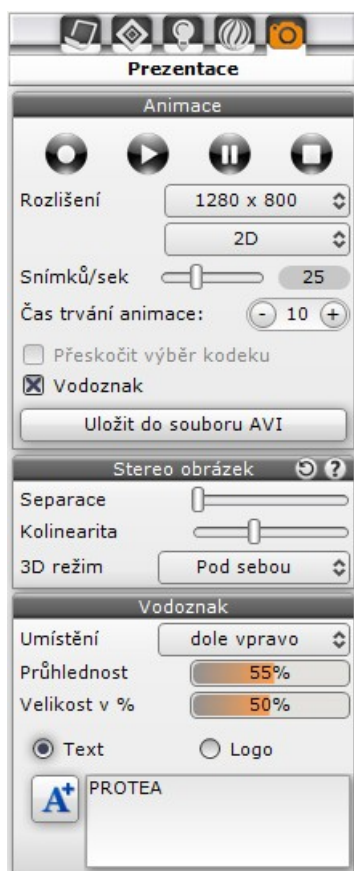 Prezentace
Animace
Rozlišení 1280 x 800
2D
Snímků/sek 25
Čas trvání animace: - 10 +
Přeskočit výběr kodeku
Vodoznak
Uložit do souboru AVI
Stereo obrázek ?
Separace
Kolinearita
3D režim Pod sebou
Vodoznak
Umístění dole vpravo
Průhlednost 55%
Velikost v % 50%
Text Logo
A+ PROTEA